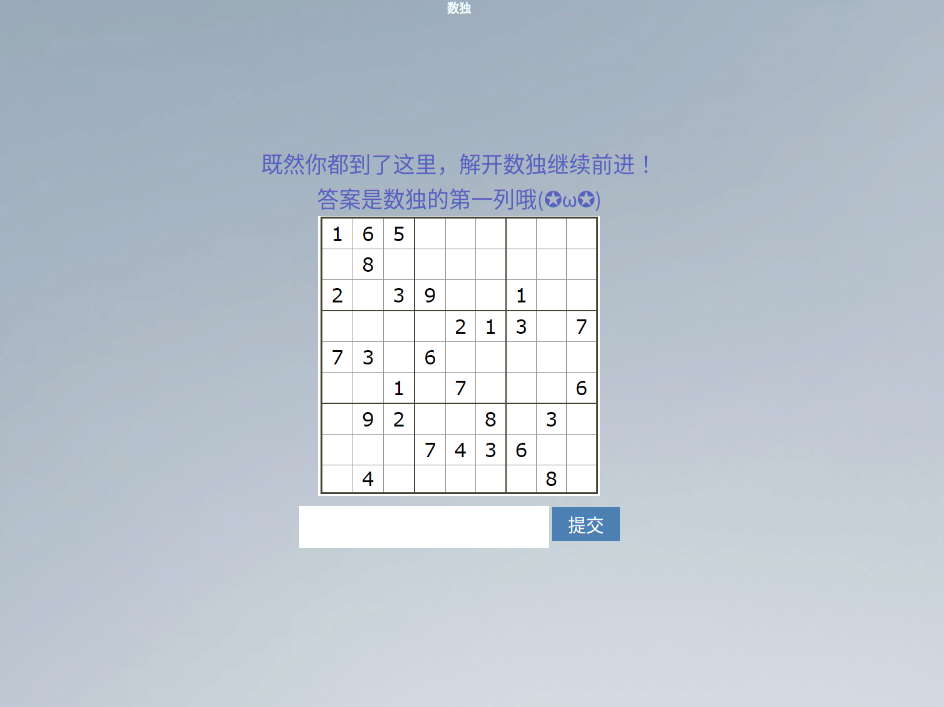 数独
既然你都到了这里，解开数独继续前进！
答案是数独的第一列哦(✪ω✪)
1 6 5
8
2 3 9 1
2 1 3 7
7 3 6
1 7 6
9 2 8 3
7 4 3 6
4 8
提交